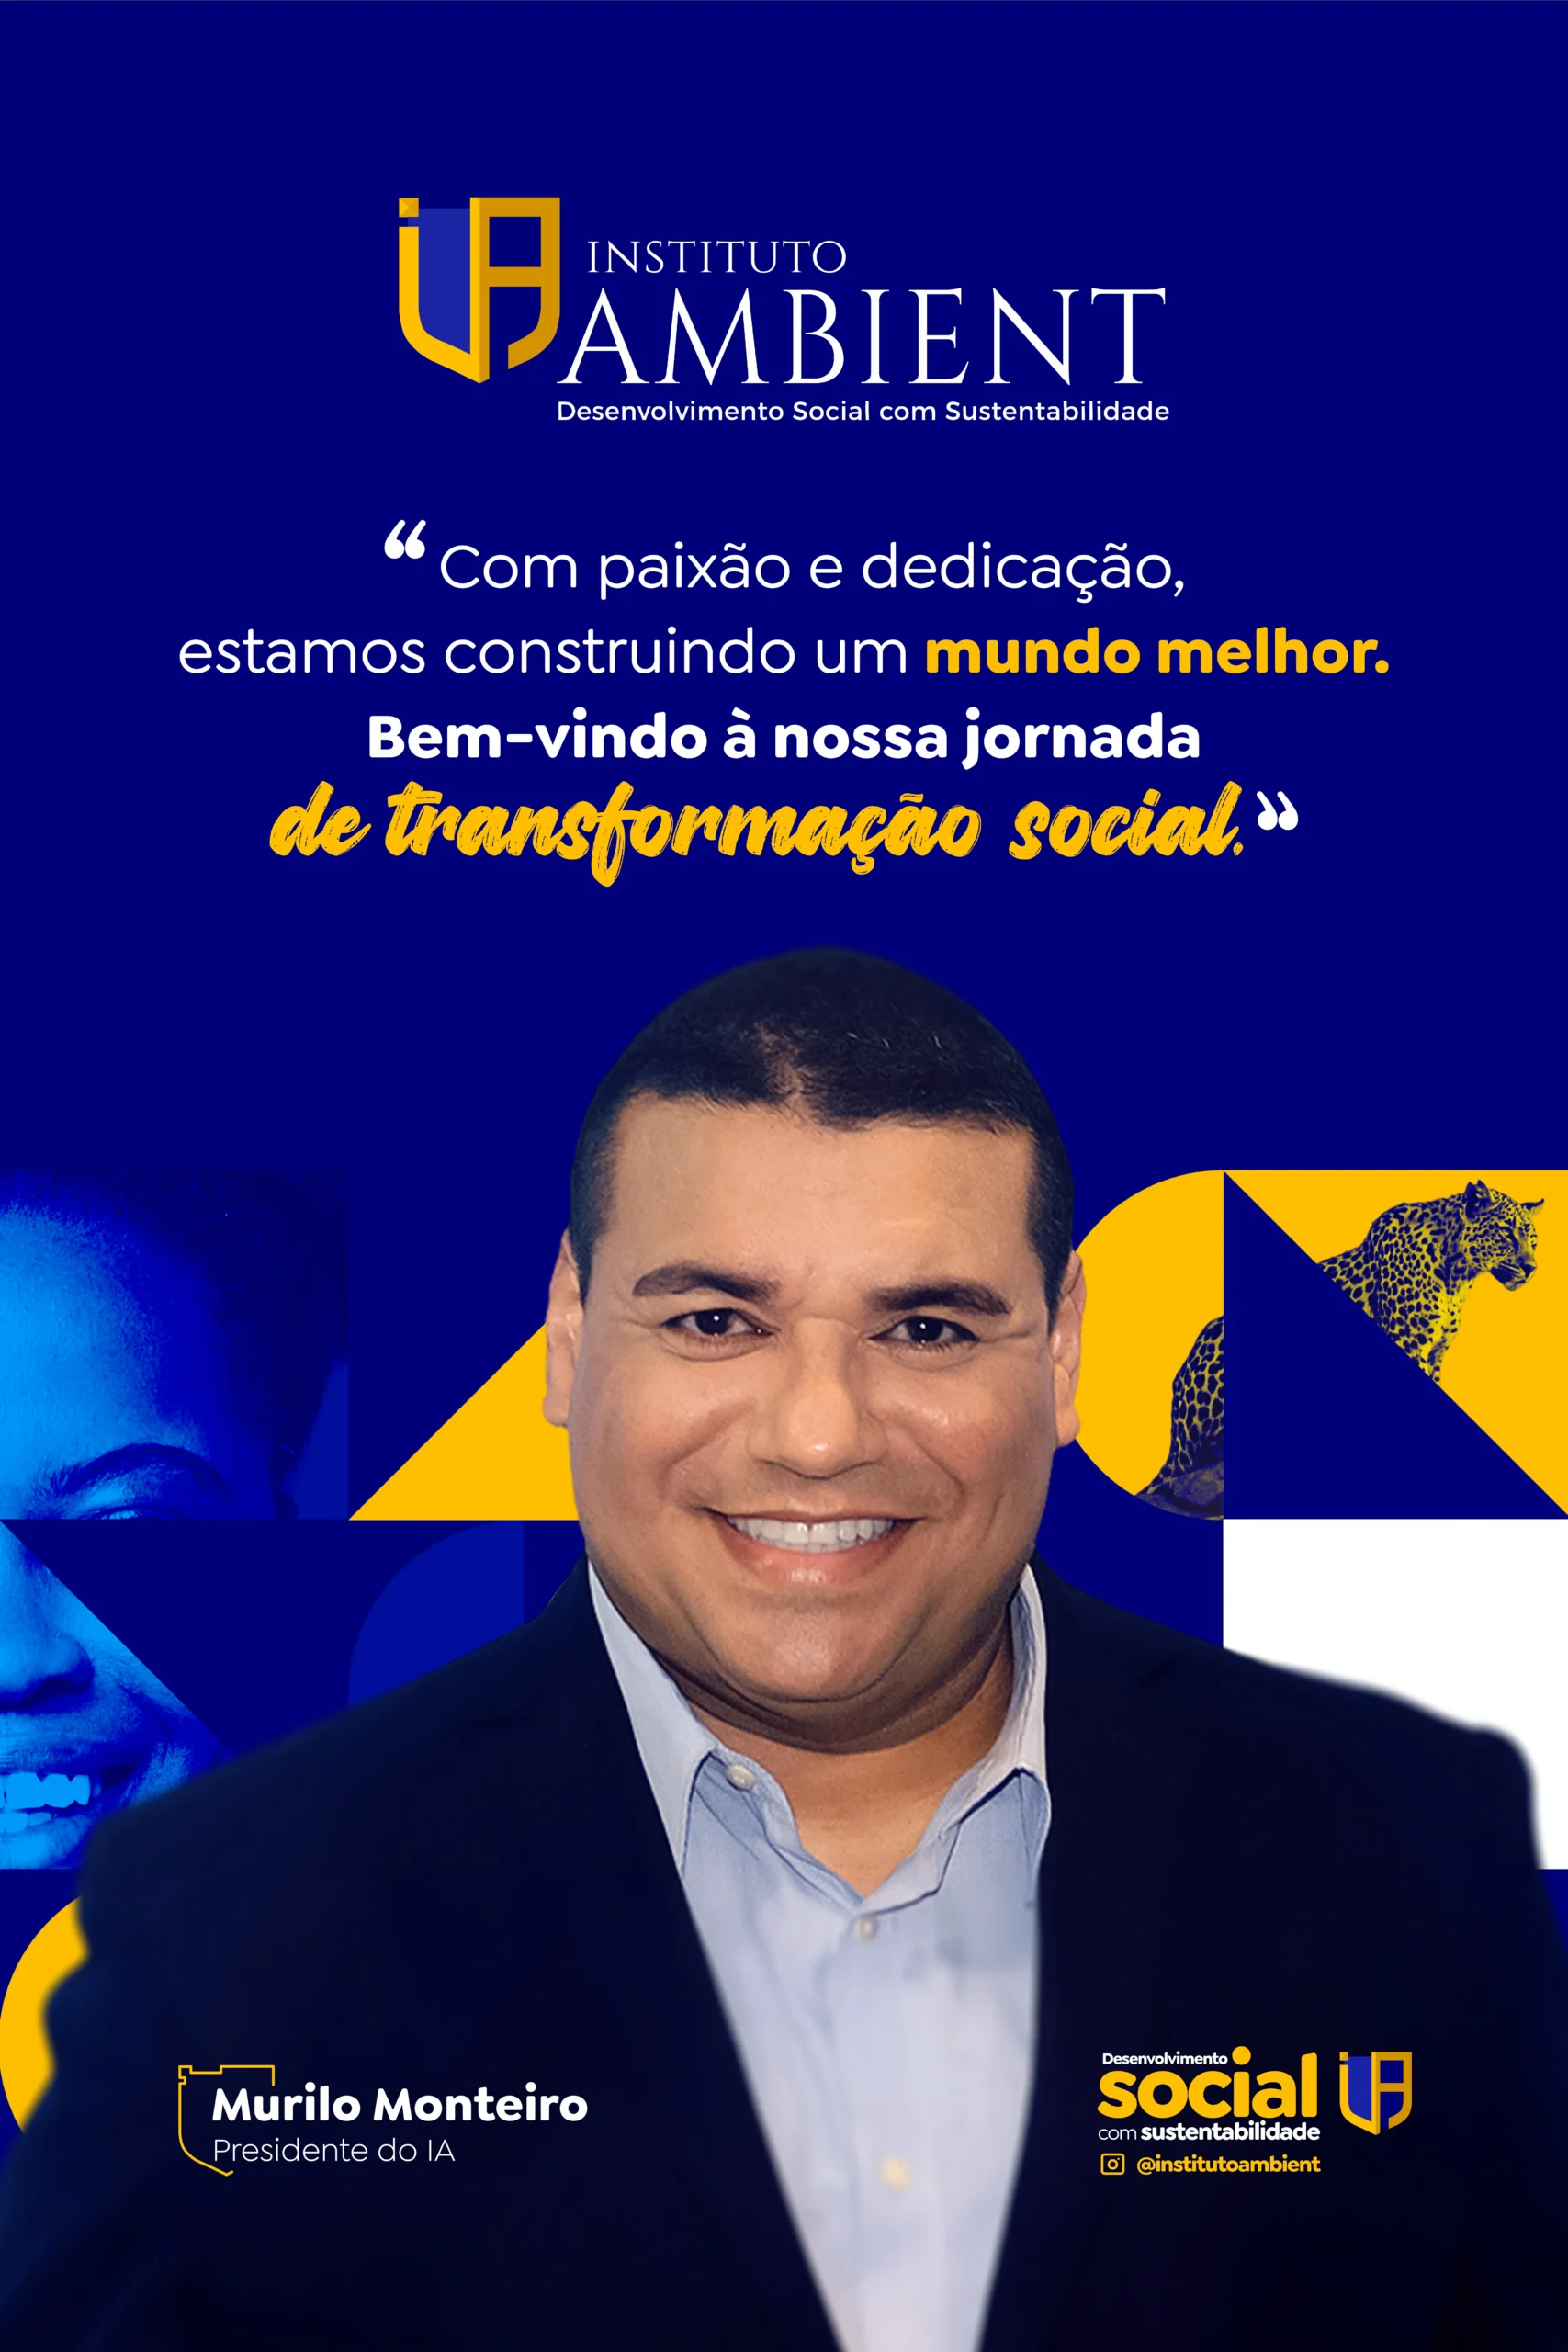 INSTITUTO
AMBIENT
Desenvolvimento Social com Sustentabilidade
“Com paixão e dedicação,
estamos construindo um mundo melhor.
Bem-vindo à nossa jornada
de transformação social.”
Murilo Monteiro
Presidente do IA
Desenvolvimento
social
com sustentabilidade
@institutoambient